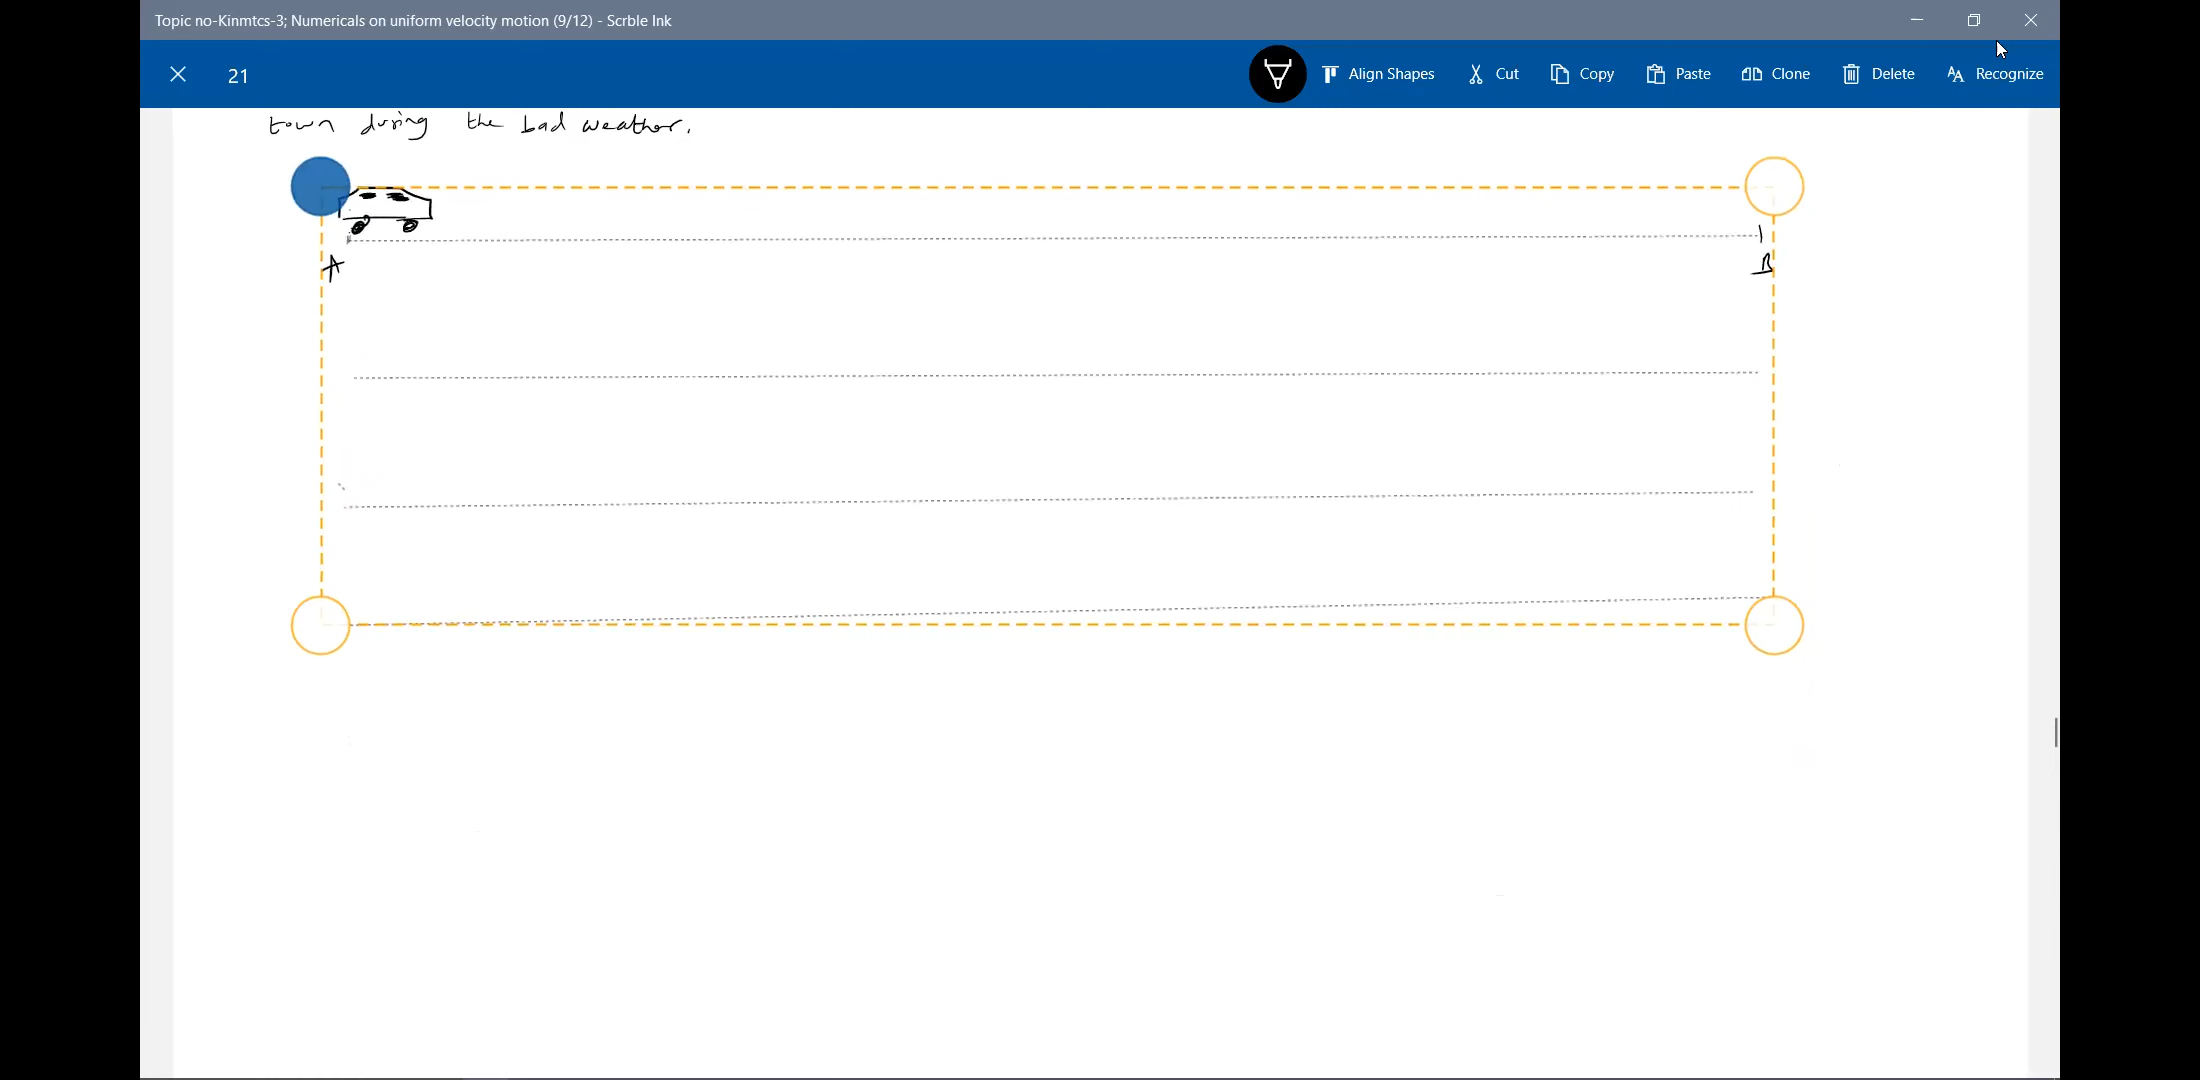 Topic no-Kinmtcs-3; Numericals on uniform velocity motion (9/12) - Scrble Ink
21 Align Shapes Cut Copy Paste Clone Delete Recognize
town during the bad weather.
A B